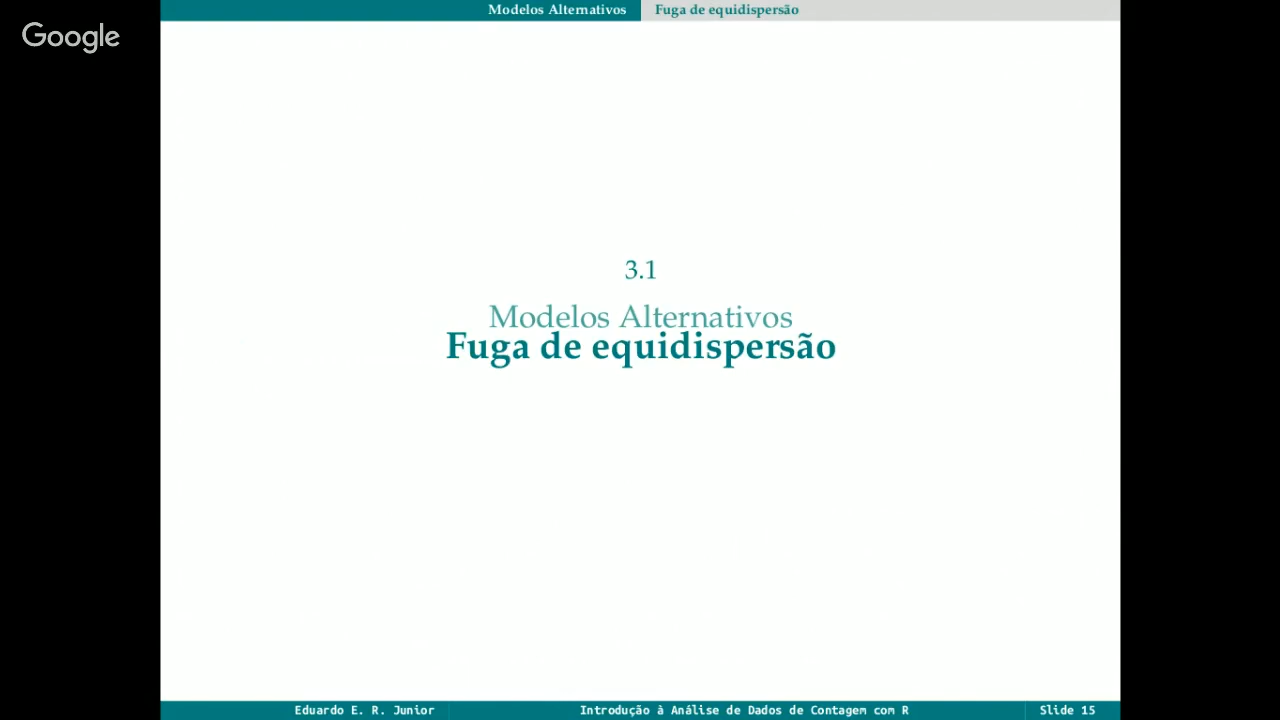 Modelos Alternativos Fuga de equidispersão
Google
3.1
Modelos Alternativos
Fuga de equidispersão
Eduardo E. R. Junior Introdução à Análise de Dados de Contagem com R Slide 15